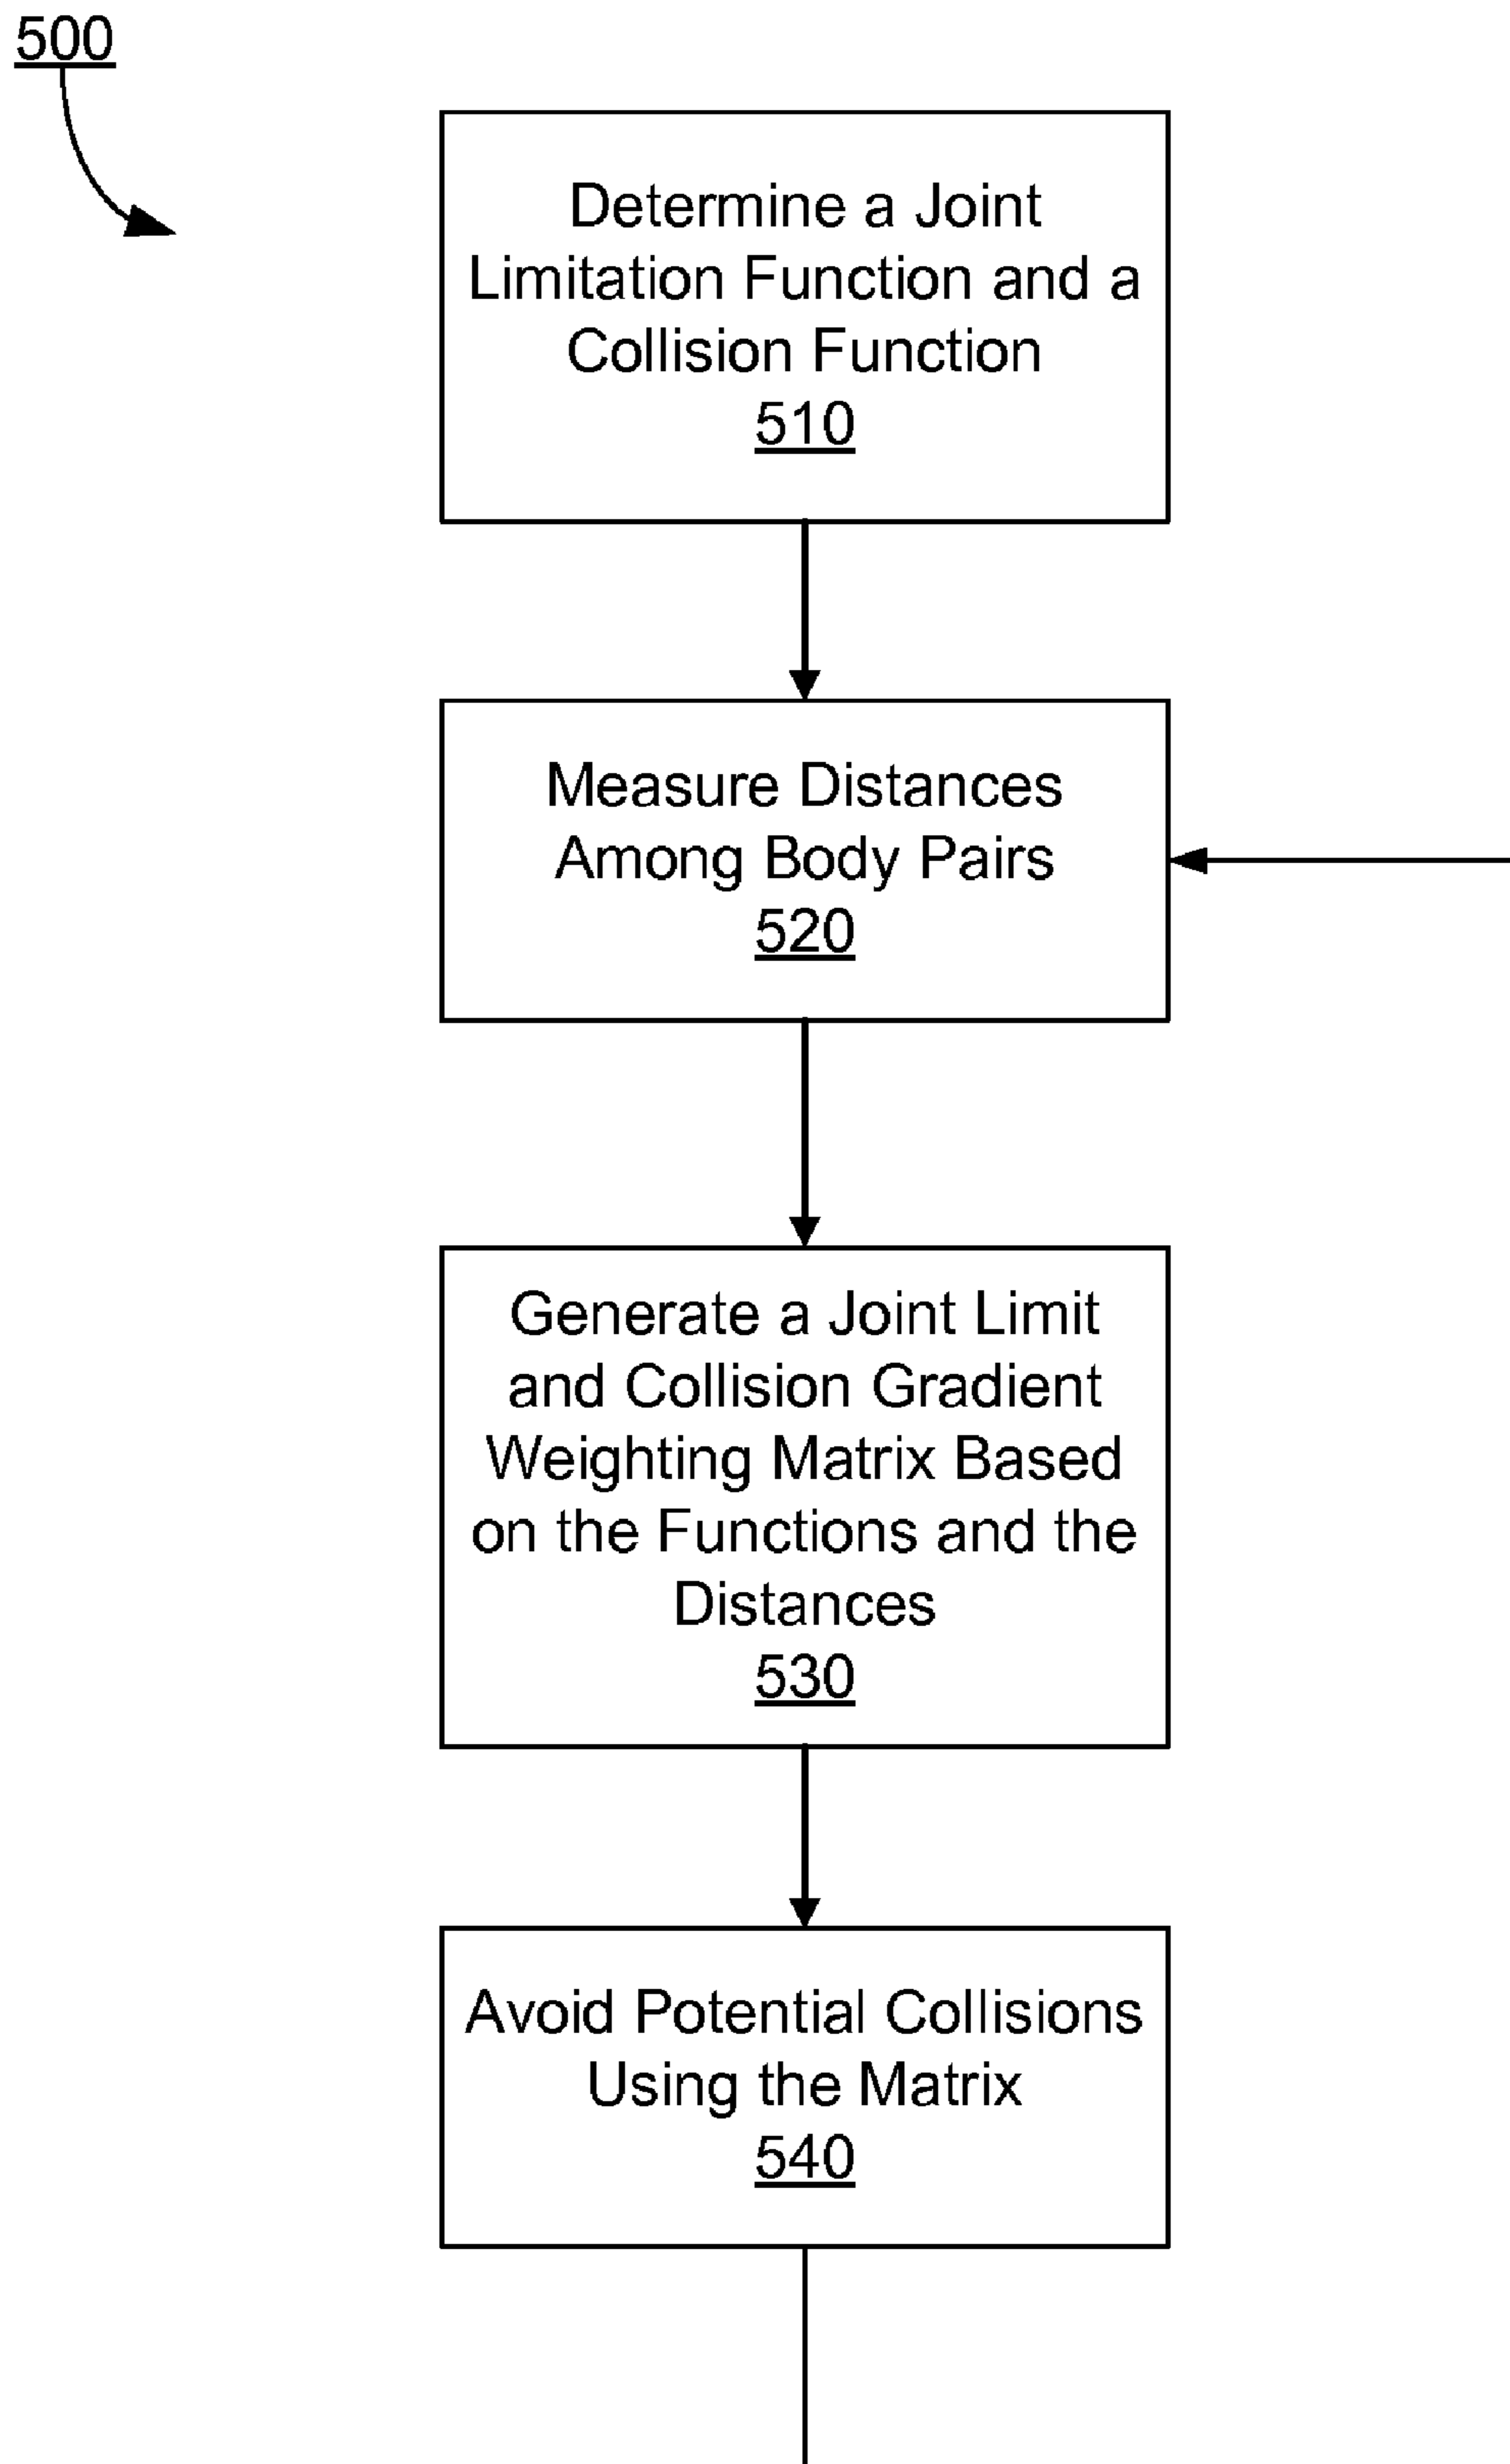 500
Determine a Joint
Limitation Function and a
Collision Function
510
Measure Distances
Among Body Pairs
520
Generate a Joint Limit
and Collision Gradient
Weighting Matrix Based
on the Functions and the
Distances
530
Avoid Potential Collisions
Using the Matrix
540